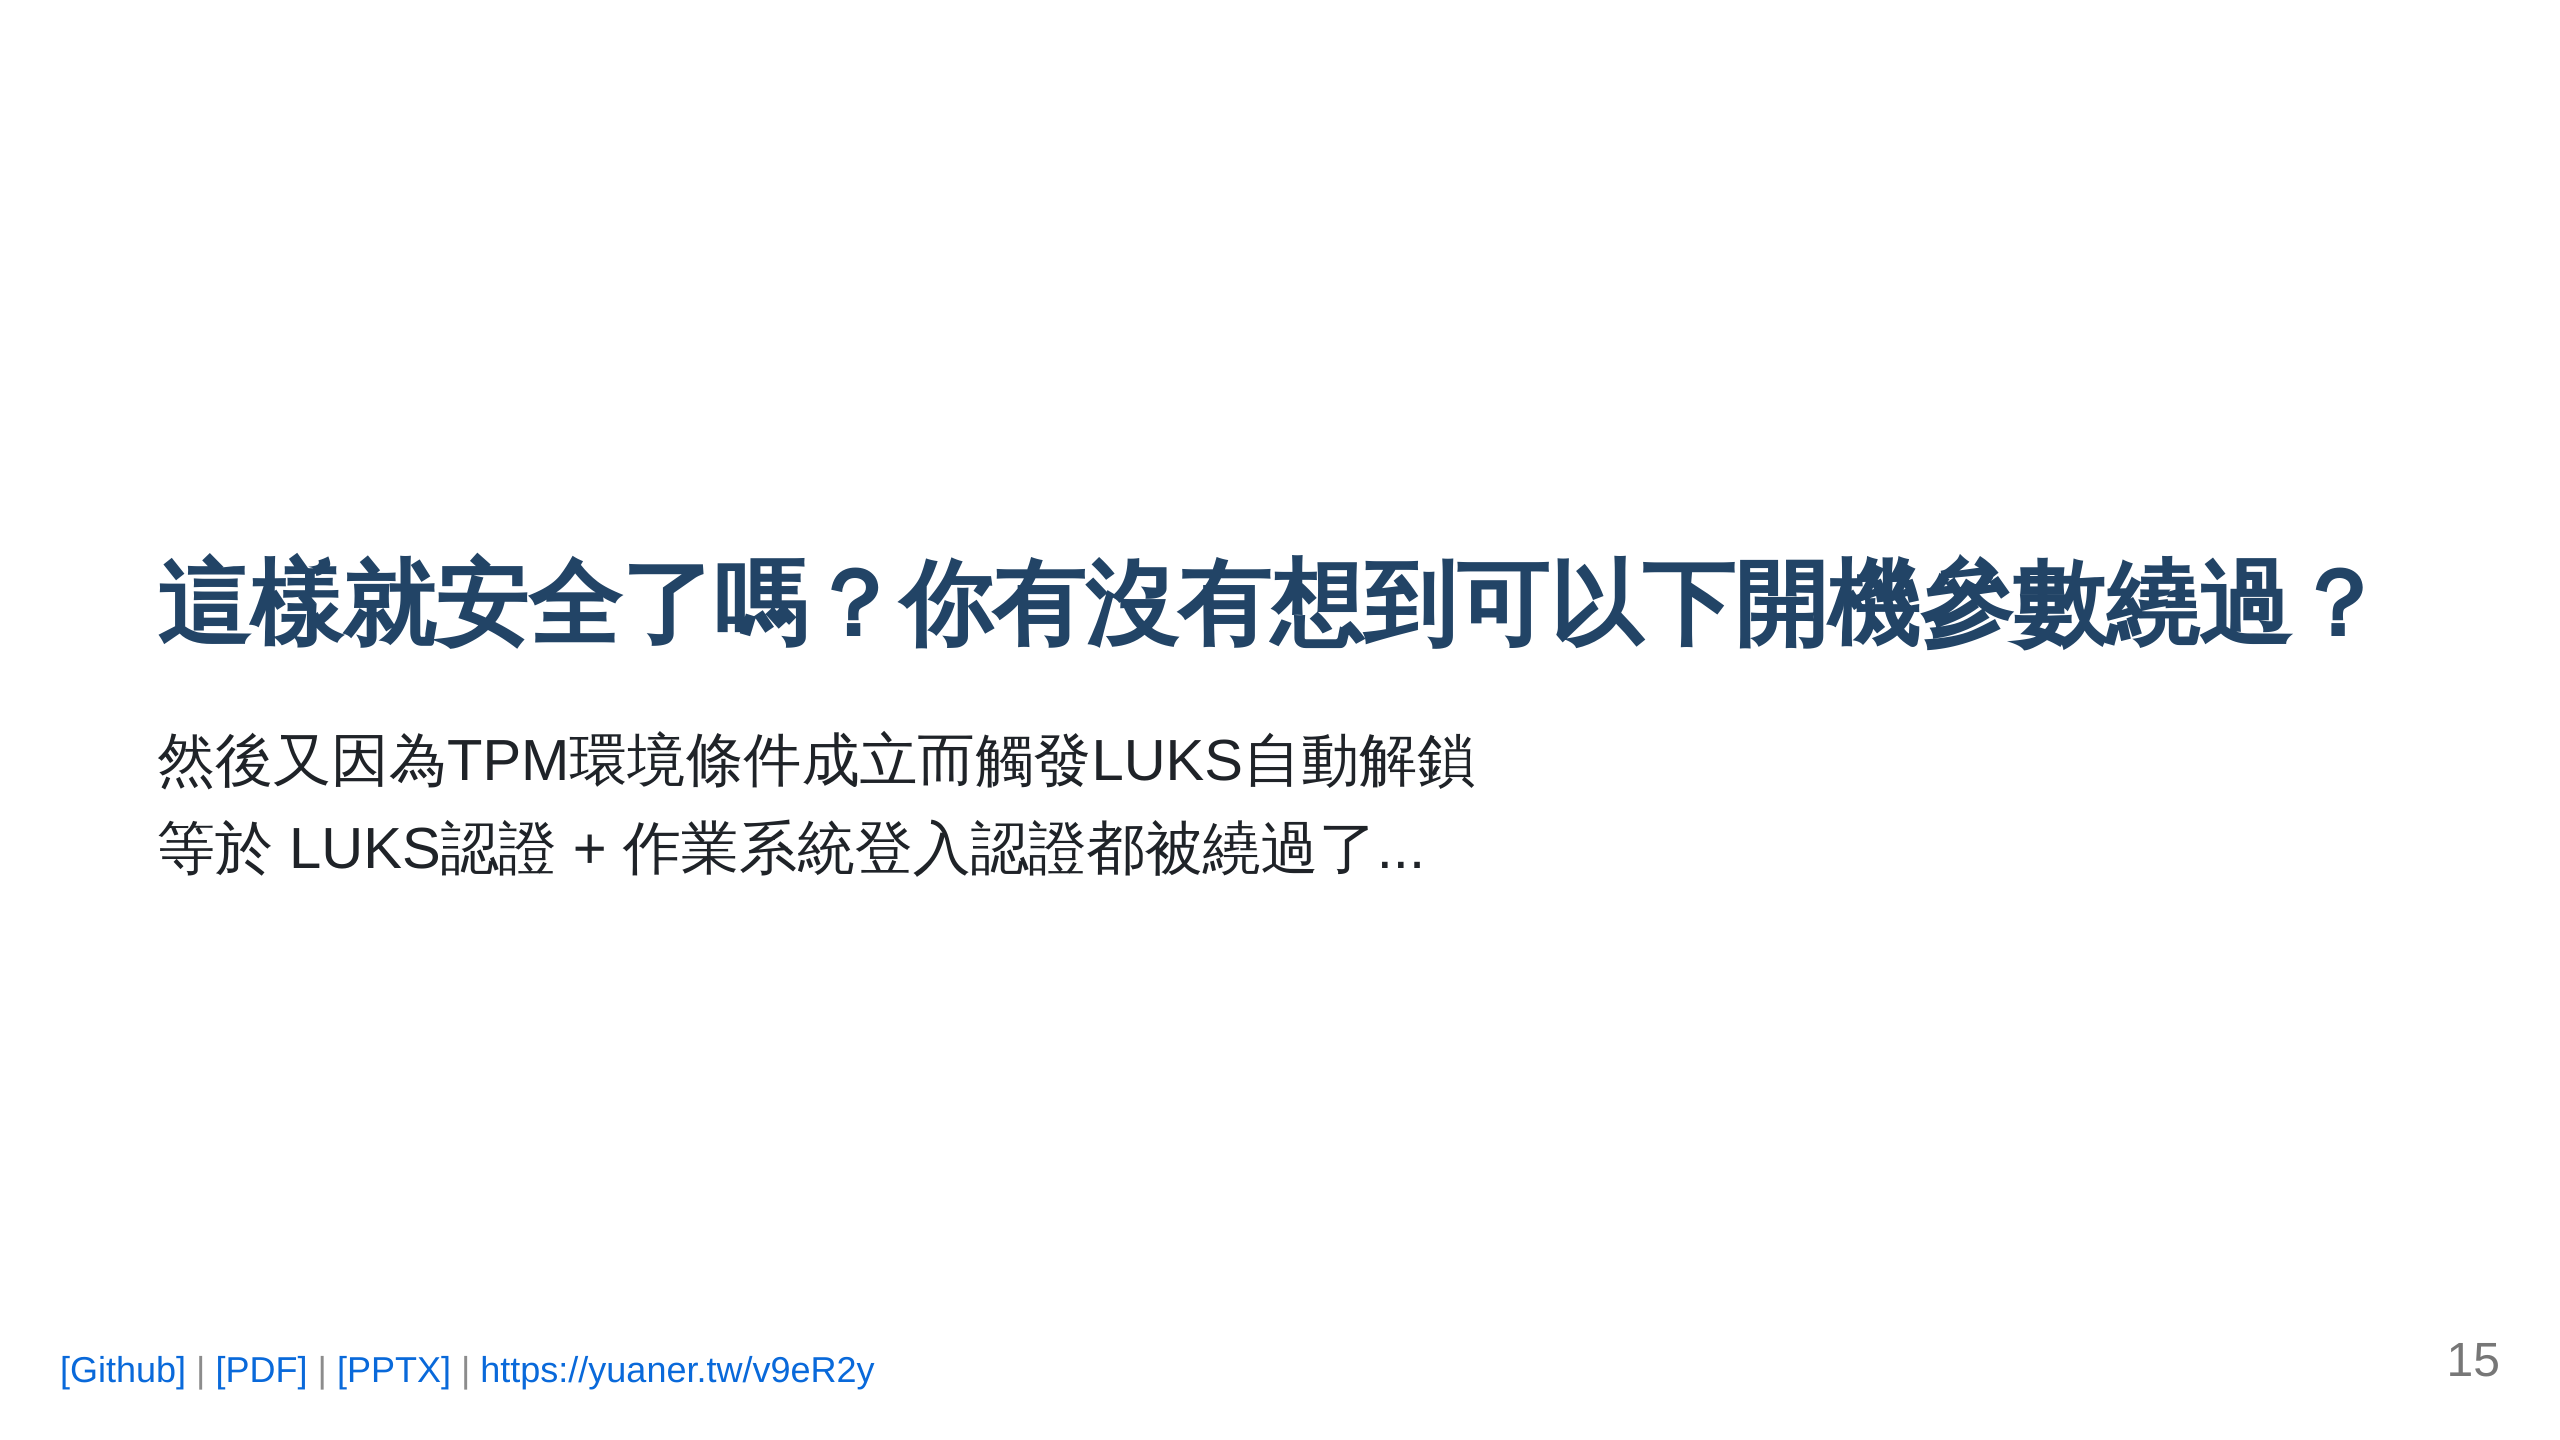 這樣就安全了嗎？你有沒有想到可以下開機參數繞過？
然後又因為TPM環境條件成立而觸發LUKS自動解鎖
等於 LUKS認證 + 作業系統登入認證都被繞過了...
[Github] | [PDF] | [PPTX] | https://yuaner.tw/v9eR2y
15